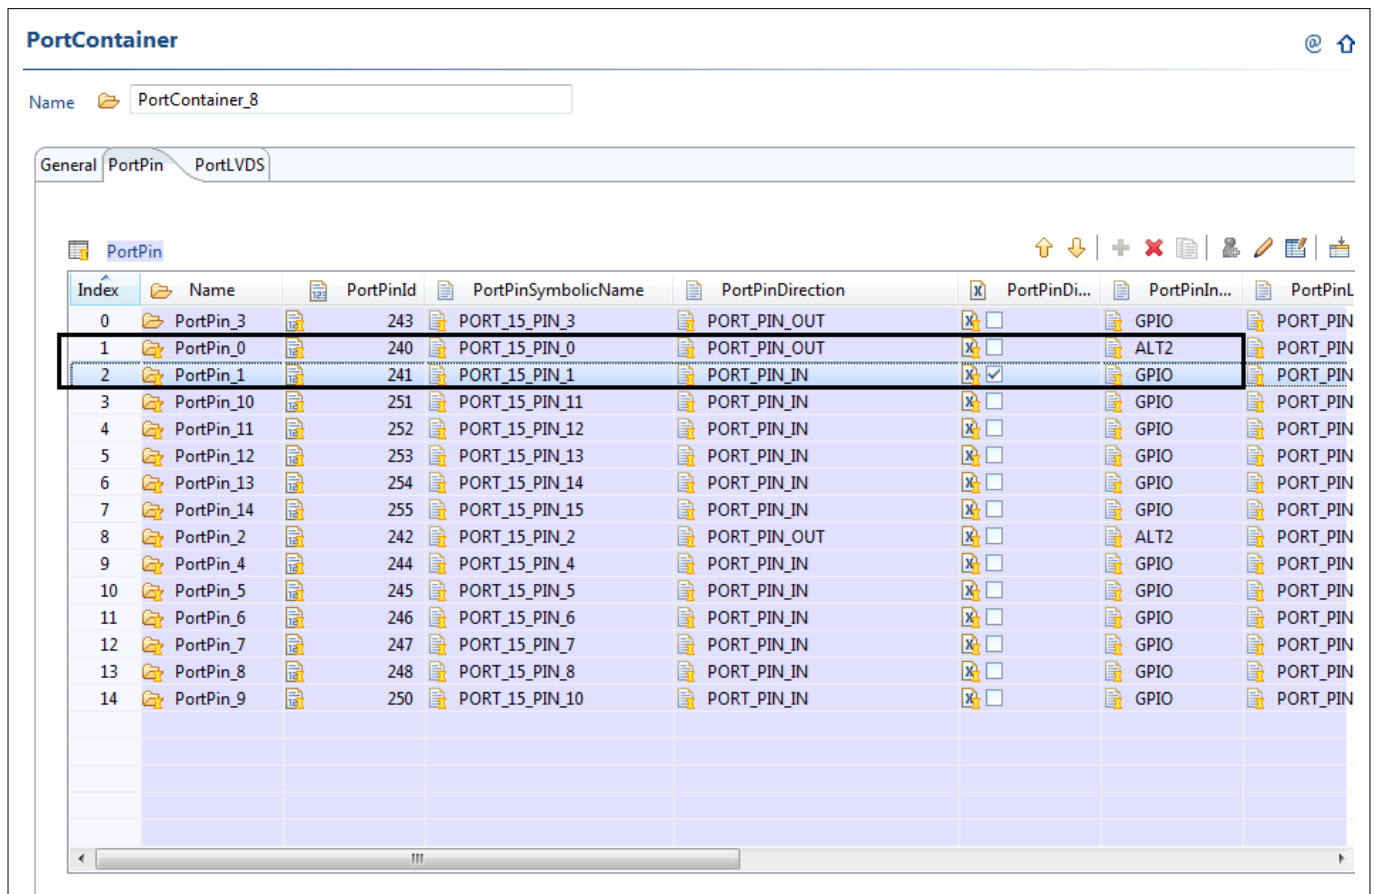 PortContainer
Name PortContainer_8
General PortPin PortLVDS
PortPin
Index Name PortPinId PortPinSymbolicName PortPinDirection PortPinDi... PortPinIn... PortPinL
0 PortPin_3 243 PORT_15_PIN_3 PORT_PIN_OUT GPIO PORT_PIN
1 PortPin_0 240 PORT_15_PIN_0 PORT_PIN_OUT ALT2 PORT_PIN
2 PortPin_1 241 PORT_15_PIN_1 PORT_PIN_IN GPIO PORT_PIN
3 PortPin_10 251 PORT_15_PIN_11 PORT_PIN_IN GPIO PORT_PIN
4 PortPin_11 252 PORT_15_PIN_12 PORT_PIN_IN GPIO PORT_PIN
5 PortPin_12 253 PORT_15_PIN_13 PORT_PIN_IN GPIO PORT_PIN
6 PortPin_13 254 PORT_15_PIN_14 PORT_PIN_IN GPIO PORT_PIN
7 PortPin_14 255 PORT_15_PIN_15 PORT_PIN_IN GPIO PORT_PIN
8 PortPin_2 242 PORT_15_PIN_2 PORT_PIN_OUT ALT2 PORT_PIN
9 PortPin_4 244 PORT_15_PIN_4 PORT_PIN_IN GPIO PORT_PIN
10 PortPin_5 245 PORT_15_PIN_5 PORT_PIN_IN GPIO PORT_PIN
11 PortPin_6 246 PORT_15_PIN_6 PORT_PIN_IN GPIO PORT_PIN
12 PortPin_7 247 PORT_15_PIN_7 PORT_PIN_IN GPIO PORT_PIN
13 PortPin_8 248 PORT_15_PIN_8 PORT_PIN_IN GPIO PORT_PIN
14 PortPin_9 250 PORT_15_PIN_10 PORT_PIN_IN GPIO PORT_PIN